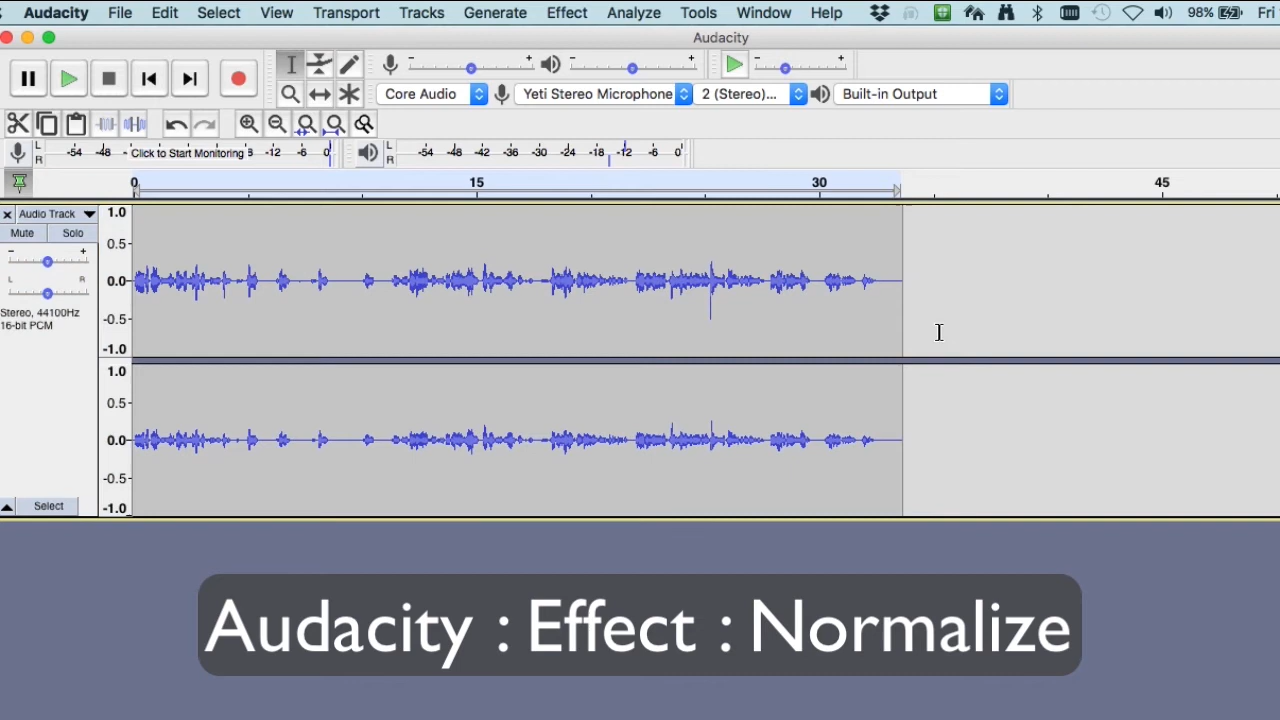 Audacity File Edit Select View Transport Tracks Generate Effect Analyze Tools Window Help 98% Fri
Audacity
Core Audio Yeti Stereo Microphone 2 (Stereo)... Built-in Output
L R -54 -48 - Click to Start Monitoring -12 -6 0 L R -54 -48 -42 -36 -30 -24 -18 -12 -6 0
0 15 30 45
Audio Track
Mute Solo
- +
L R
Stereo, 44100Hz
16-bit PCM
Select
1.0
0.5-
0.0-
-0.5-
-1.0
1.0
0.5-
0.0-
-0.5-
-1.0
Audacity : Effect : Normalize